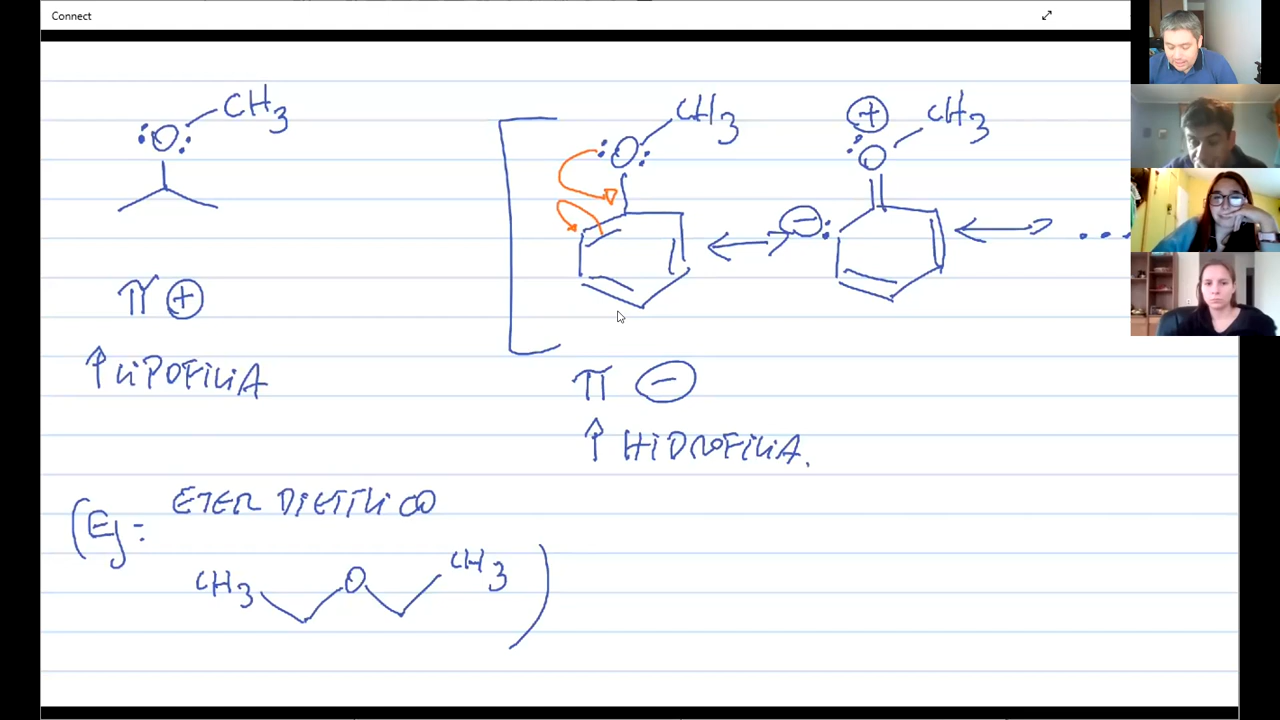 Connect
CH3
:O:
CH3
:O:
+
CH3
:O
− :
...
π +
↑ LIPOFILIA
π −
↑ HIDROFILIA.
(Ej: ETER DIETILICO
CH3 O CH3 )